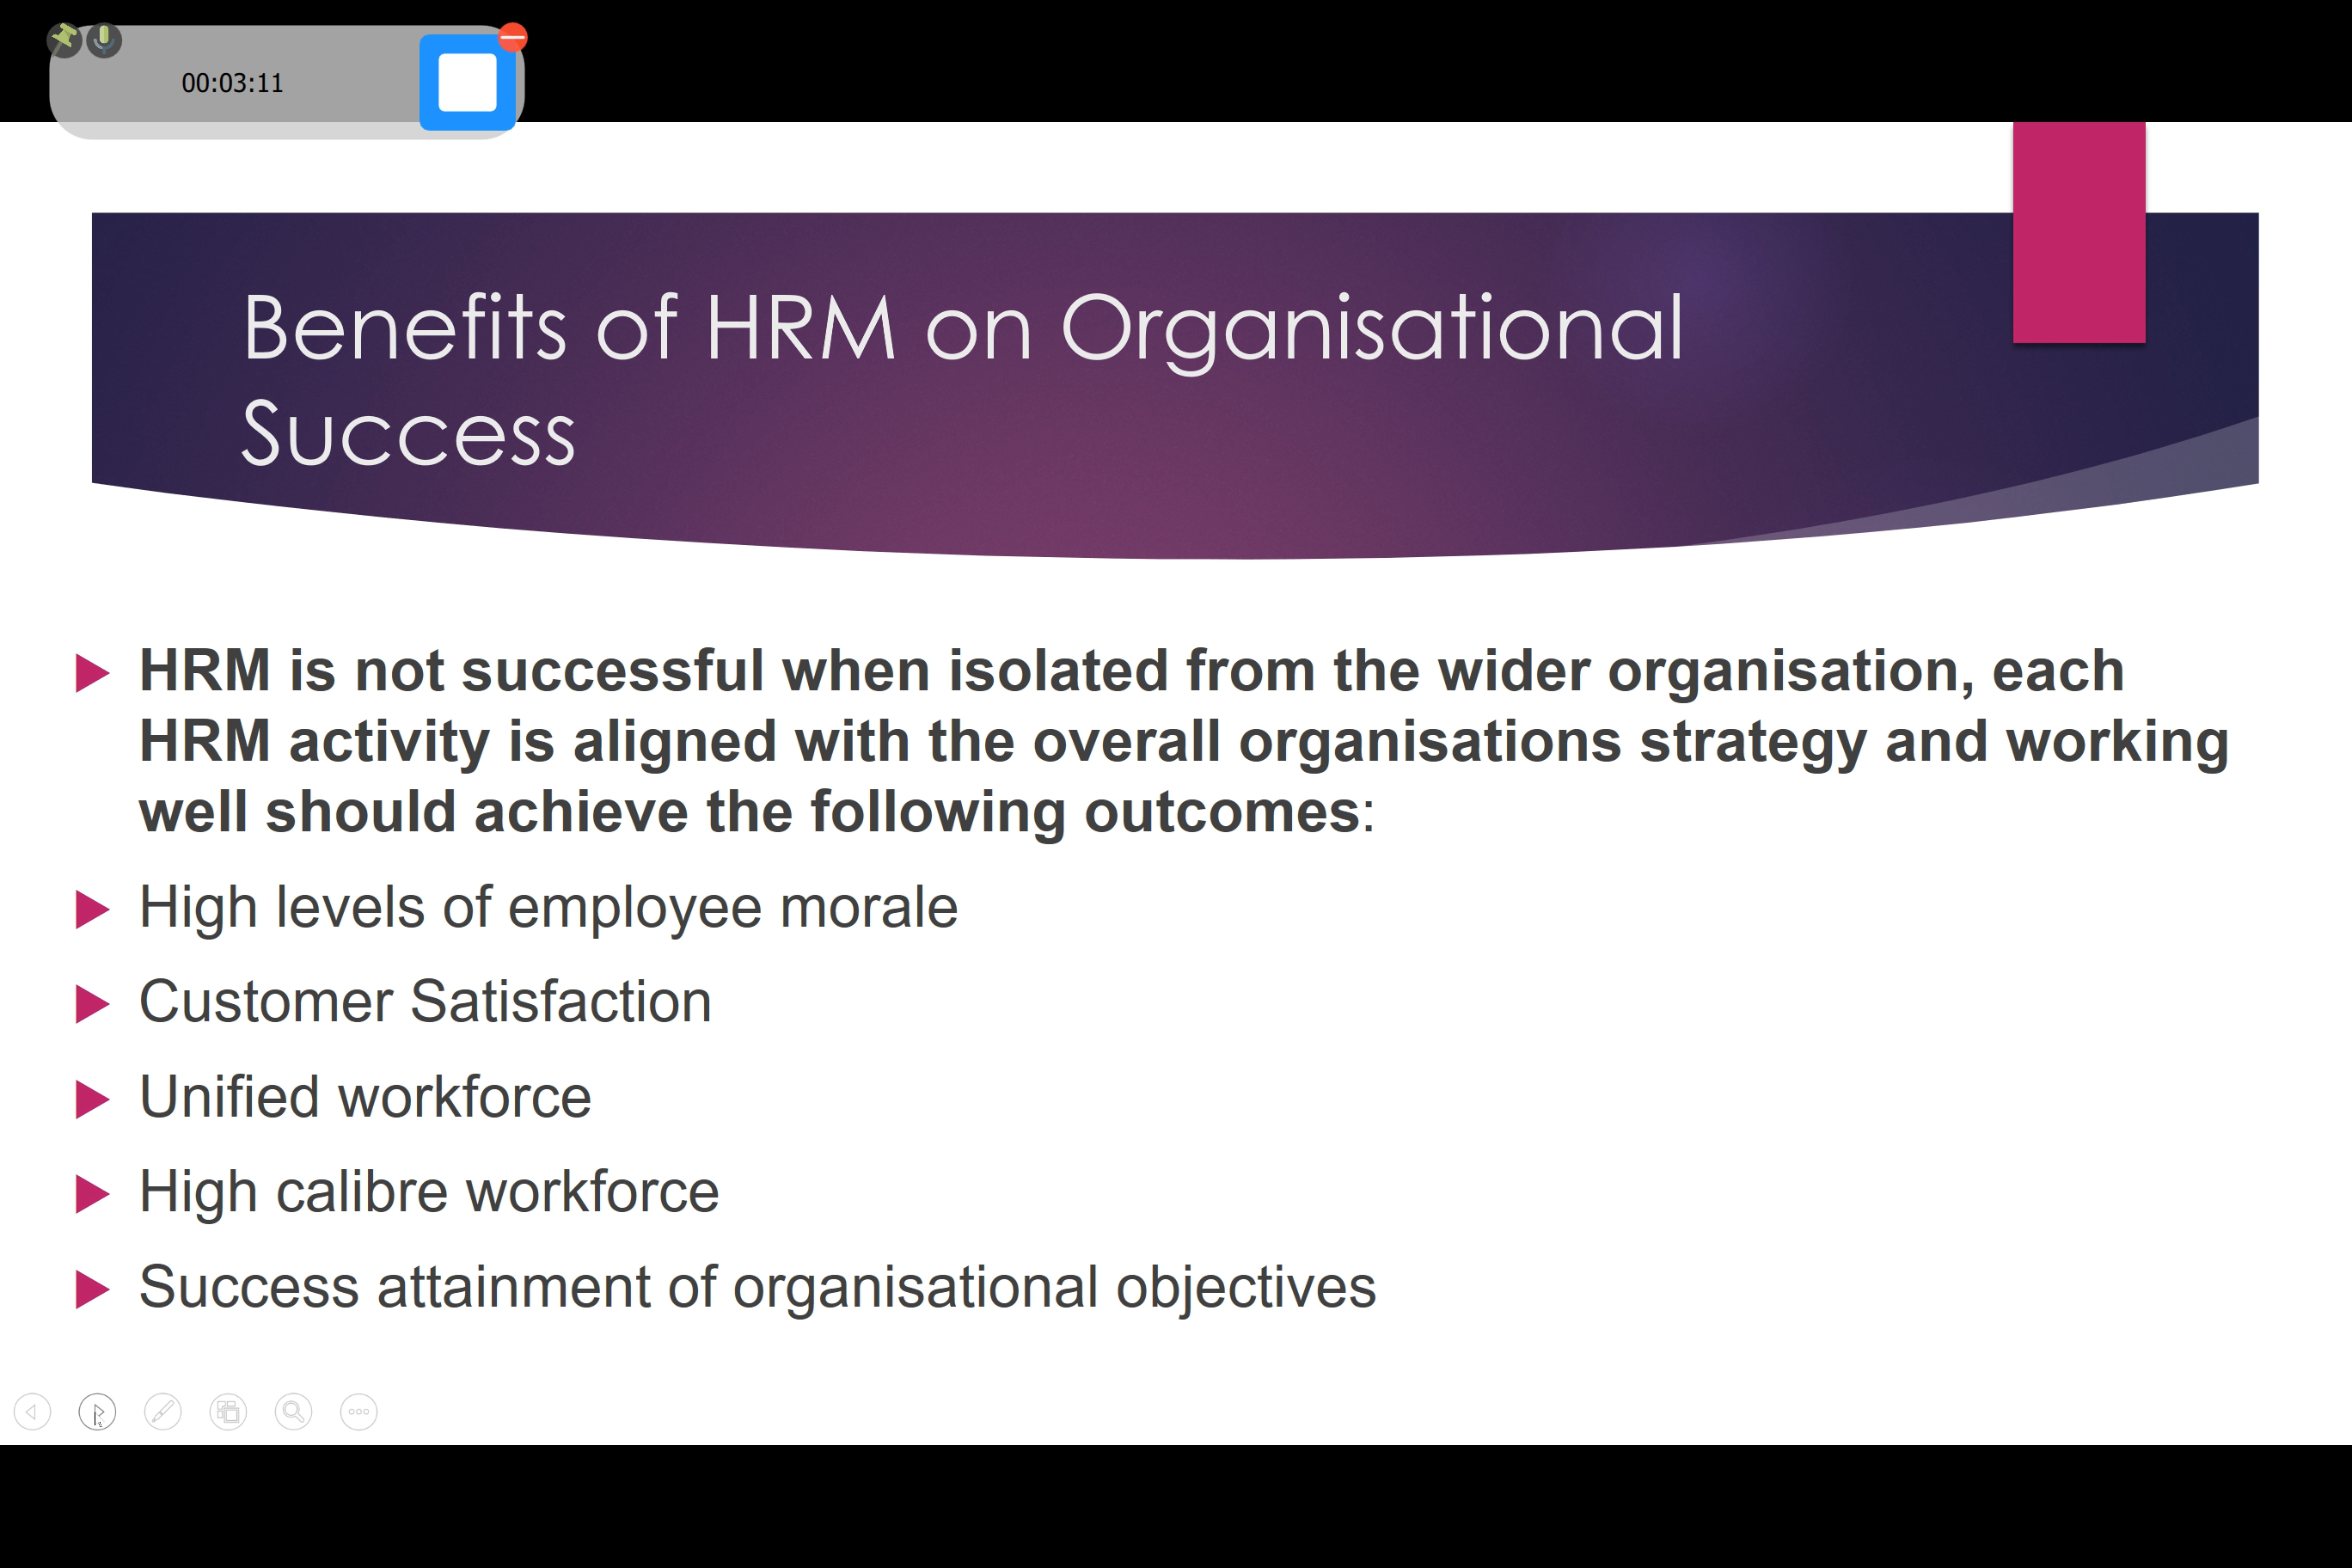 00:03:11
Benefits of HRM on Organisational
Success
HRM is not successful when isolated from the wider organisation, each
HRM activity is aligned with the overall organisations strategy and working
well should achieve the following outcomes:
High levels of employee morale
Customer Satisfaction
Unified workforce
High calibre workforce
Success attainment of organisational objectives